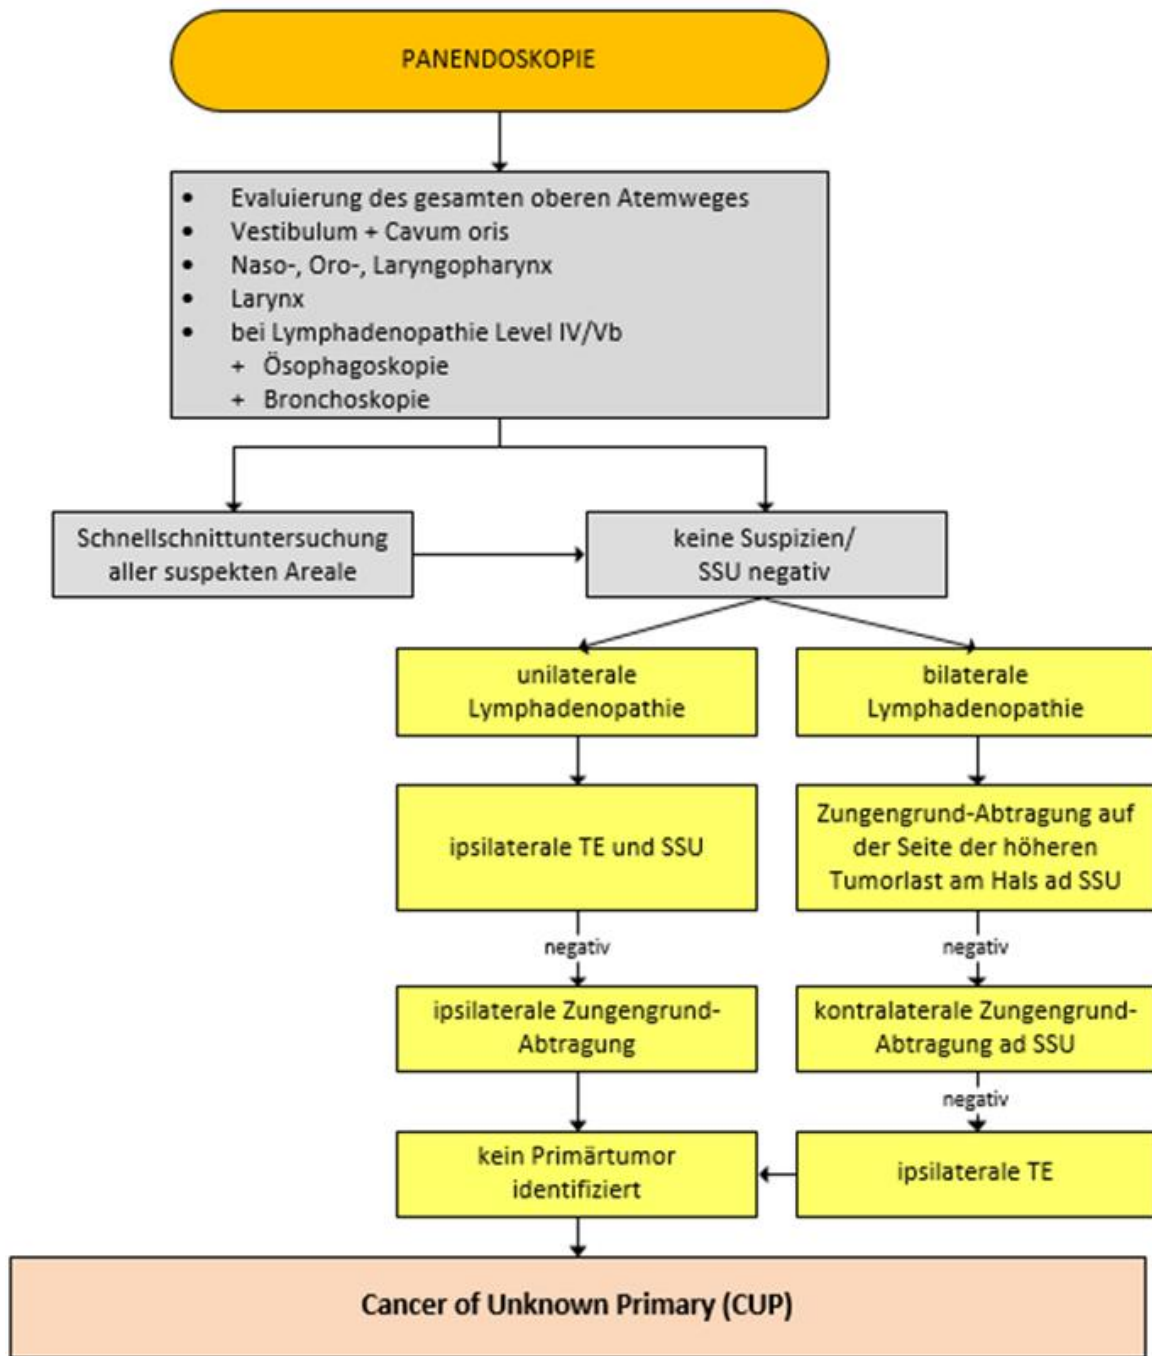 PANENDOSKOPIE
• Evaluierung des gesamten oberen Atemweges
• Vestibulum + Cavum oris
• Naso-, Oro-, Laryngopharynx
• Larynx
• bei Lymphadenopathie Level IV/Vb
+ Ösophagoskopie
+ Bronchoskopie
Schnellschnittuntersuchung
aller suspekten Areale
keine Suspizien/
SSU negativ
unilaterale
Lymphadenopathie
bilaterale
Lymphadenopathie
ipsilaterale TE und SSU
Zungengrund-Abtragung auf
der Seite der höheren
Tumorlast am Hals ad SSU
negativ
negativ
ipsilaterale Zungengrund-
Abtragung
kontralaterale Zungengrund-
Abtragung ad SSU
negativ
kein Primärtumor
identifiziert
ipsilaterale TE
Cancer of Unknown Primary (CUP)